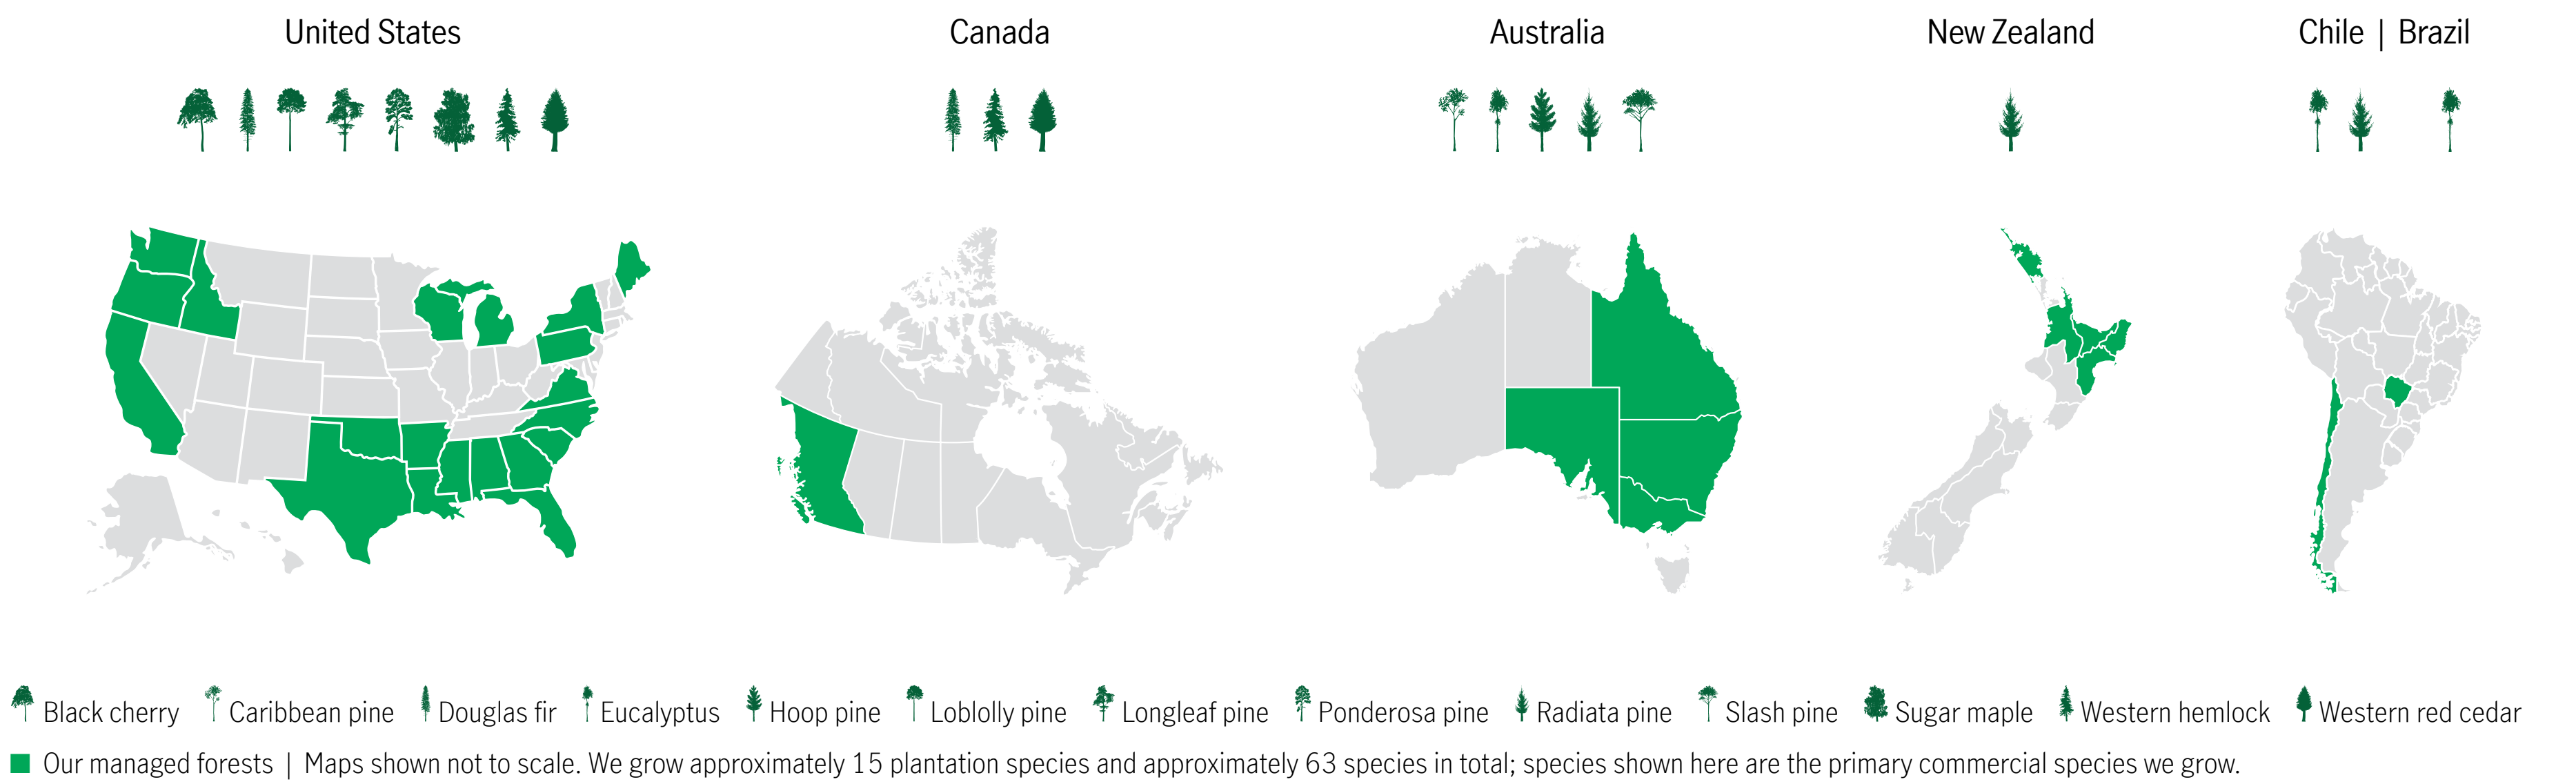 United States
Canada
Australia
New Zealand
Chile | Brazil
Black cherry
Caribbean pine
Douglas fir
Eucalyptus
Hoop pine
Loblolly pine
Longleaf pine
Ponderosa pine
Radiata pine
Slash pine
Sugar maple
Western hemlock
Western red cedar
Our managed forests | Maps shown not to scale. We grow approximately 15 plantation species and approximately 63 species in total; species shown here are the primary commercial species we grow.